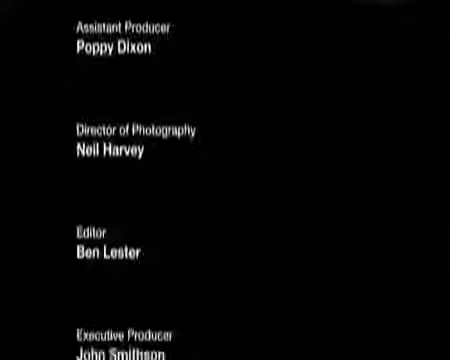 Assistant Producer
Poppy Dixon
Director of Photography
Neil Harvey
Editor
Ben Lester
Executive Producer
John Smithson